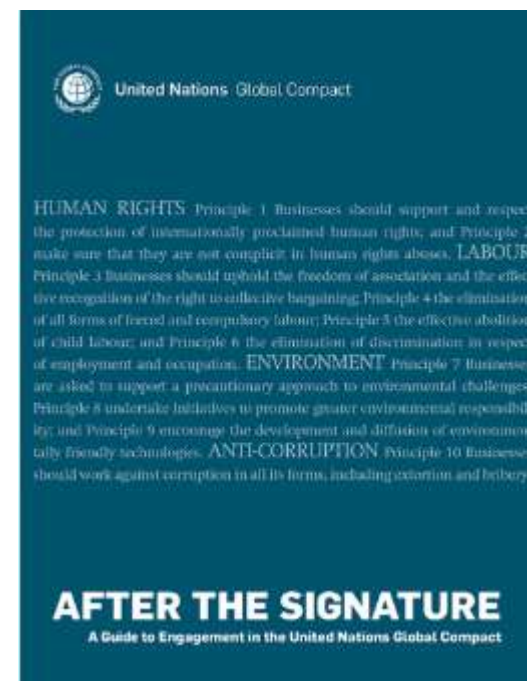 United Nations Global Compact
HUMAN RIGHTS Principle 1 Businesses should support and respec
the protection of internationally proclaimed human rights; and Principle 2
make sure that they are not complicit in human rights abuses. LABOUR
Principle 3 Businesses should uphold the freedom of association and the effec
tive recognition of the right to collective bargaining; Principle 4 the elimination
of all forms of forced and compulsory labour; Principle 5 the effective abolition
of child labour; and Principle 6 the elimination of discrimination in respec
of employment and occupation. ENVIRONMENT Principle 7 Businesse
are asked to support a precautionary approach to environmental challenges
Principle 8 undertake initiatives to promote greater environmental responsibil
ity; and Principle 9 encourage the development and diffusion of environmen
tally friendly technologies. ANTI-CORRUPTION Principle 10 Businesse
should work against corruption in all its forms, including extortion and bribery
AFTER THE SIGNATURE
A Guide to Engagement in the United Nations Global Compact